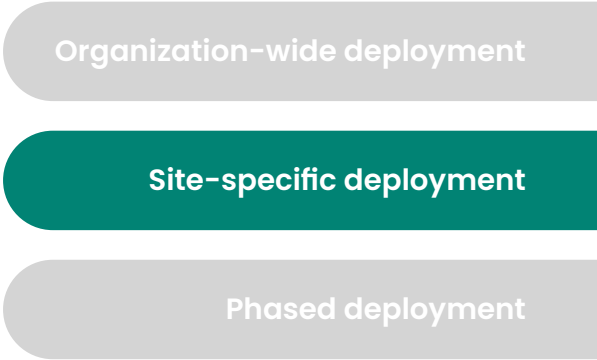 Organization-wide deployment
Site-specific deployment
Phased deployment